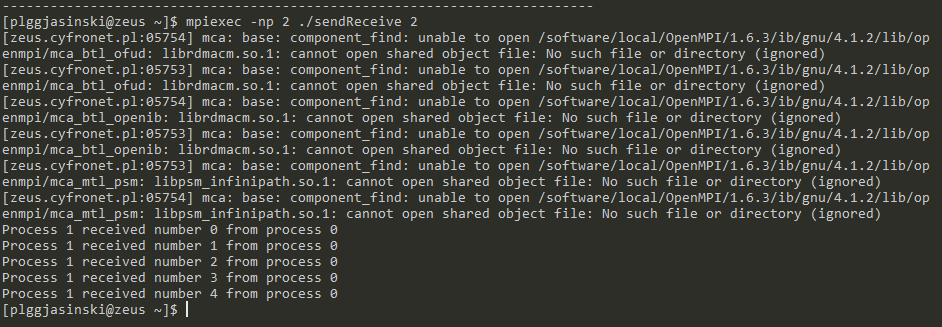 --------------------------------------------------------------------------
[plggjasinski@zeus ~]$ mpiexec -np 2 ./sendReceive 2
[zeus.cyfronet.pl:05754] mca: base: component_find: unable to open /software/local/OpenMPI/1.6.3/ib/gnu/4.1.2/lib/op
enmpi/mca_btl_ofud: librdmacm.so.1: cannot open shared object file: No such file or directory (ignored)
[zeus.cyfronet.pl:05753] mca: base: component_find: unable to open /software/local/OpenMPI/1.6.3/ib/gnu/4.1.2/lib/op
enmpi/mca_btl_ofud: librdmacm.so.1: cannot open shared object file: No such file or directory (ignored)
[zeus.cyfronet.pl:05754] mca: base: component_find: unable to open /software/local/OpenMPI/1.6.3/ib/gnu/4.1.2/lib/op
enmpi/mca_btl_openib: librdmacm.so.1: cannot open shared object file: No such file or directory (ignored)
[zeus.cyfronet.pl:05753] mca: base: component_find: unable to open /software/local/OpenMPI/1.6.3/ib/gnu/4.1.2/lib/op
enmpi/mca_btl_openib: librdmacm.so.1: cannot open shared object file: No such file or directory (ignored)
[zeus.cyfronet.pl:05753] mca: base: component_find: unable to open /software/local/OpenMPI/1.6.3/ib/gnu/4.1.2/lib/op
enmpi/mca_mtl_psm: libpsm_infinipath.so.1: cannot open shared object file: No such file or directory (ignored)
[zeus.cyfronet.pl:05754] mca: base: component_find: unable to open /software/local/OpenMPI/1.6.3/ib/gnu/4.1.2/lib/op
enmpi/mca_mtl_psm: libpsm_infinipath.so.1: cannot open shared object file: No such file or directory (ignored)
Process 1 received number 0 from process 0
Process 1 received number 1 from process 0
Process 1 received number 2 from process 0
Process 1 received number 3 from process 0
Process 1 received number 4 from process 0
[plggjasinski@zeus ~]$